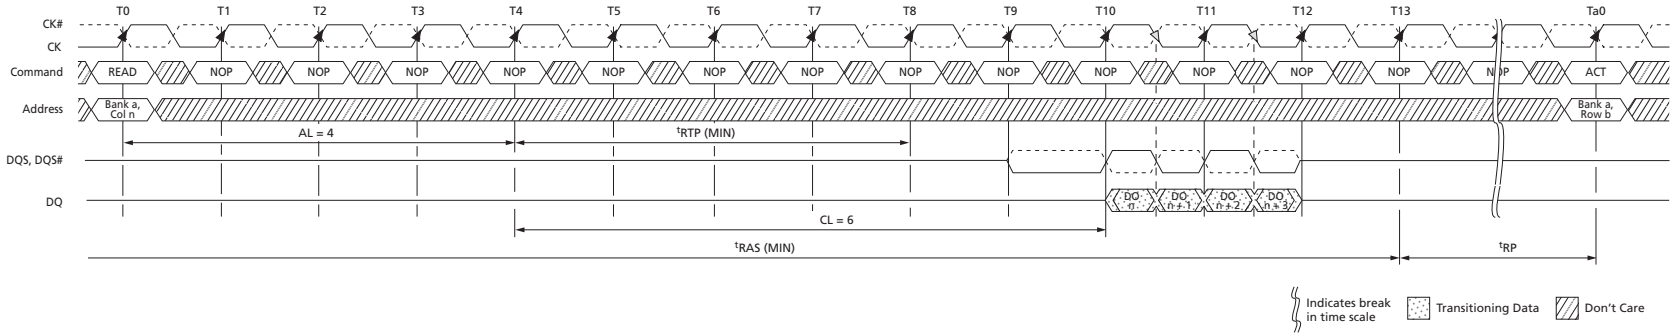 T0 T1 T2 T3 T4 T5 T6 T7 T8 T9 T10 T11 T12 T13 Ta0
CK#
CK
Command READ NOP NOP NOP NOP NOP NOP NOP NOP NOP NOP NOP NOP NOP NOP ACT
Address Bank a, Col n Bank a, Row b
AL = 4 tRTP (MIN)
DQS, DQS#
DQ DO n DO n + 1 DO n + 2 DO n + 3
CL = 6
tRAS (MIN) tRP
Indicates break in time scale Transitioning Data Don't Care